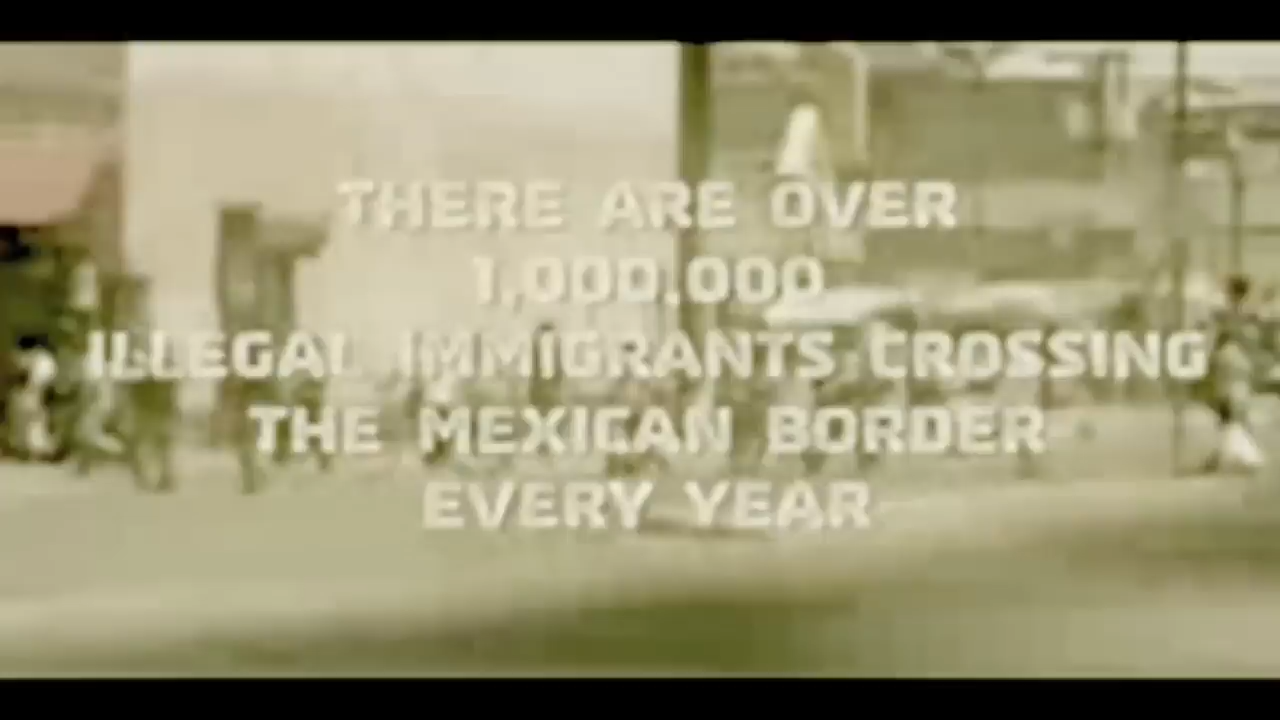 THERE ARE OVER
1,000,000
ILLEGAL IMMIGRANTS CROSSING
THE MEXICAN BORDER
EVERY YEAR